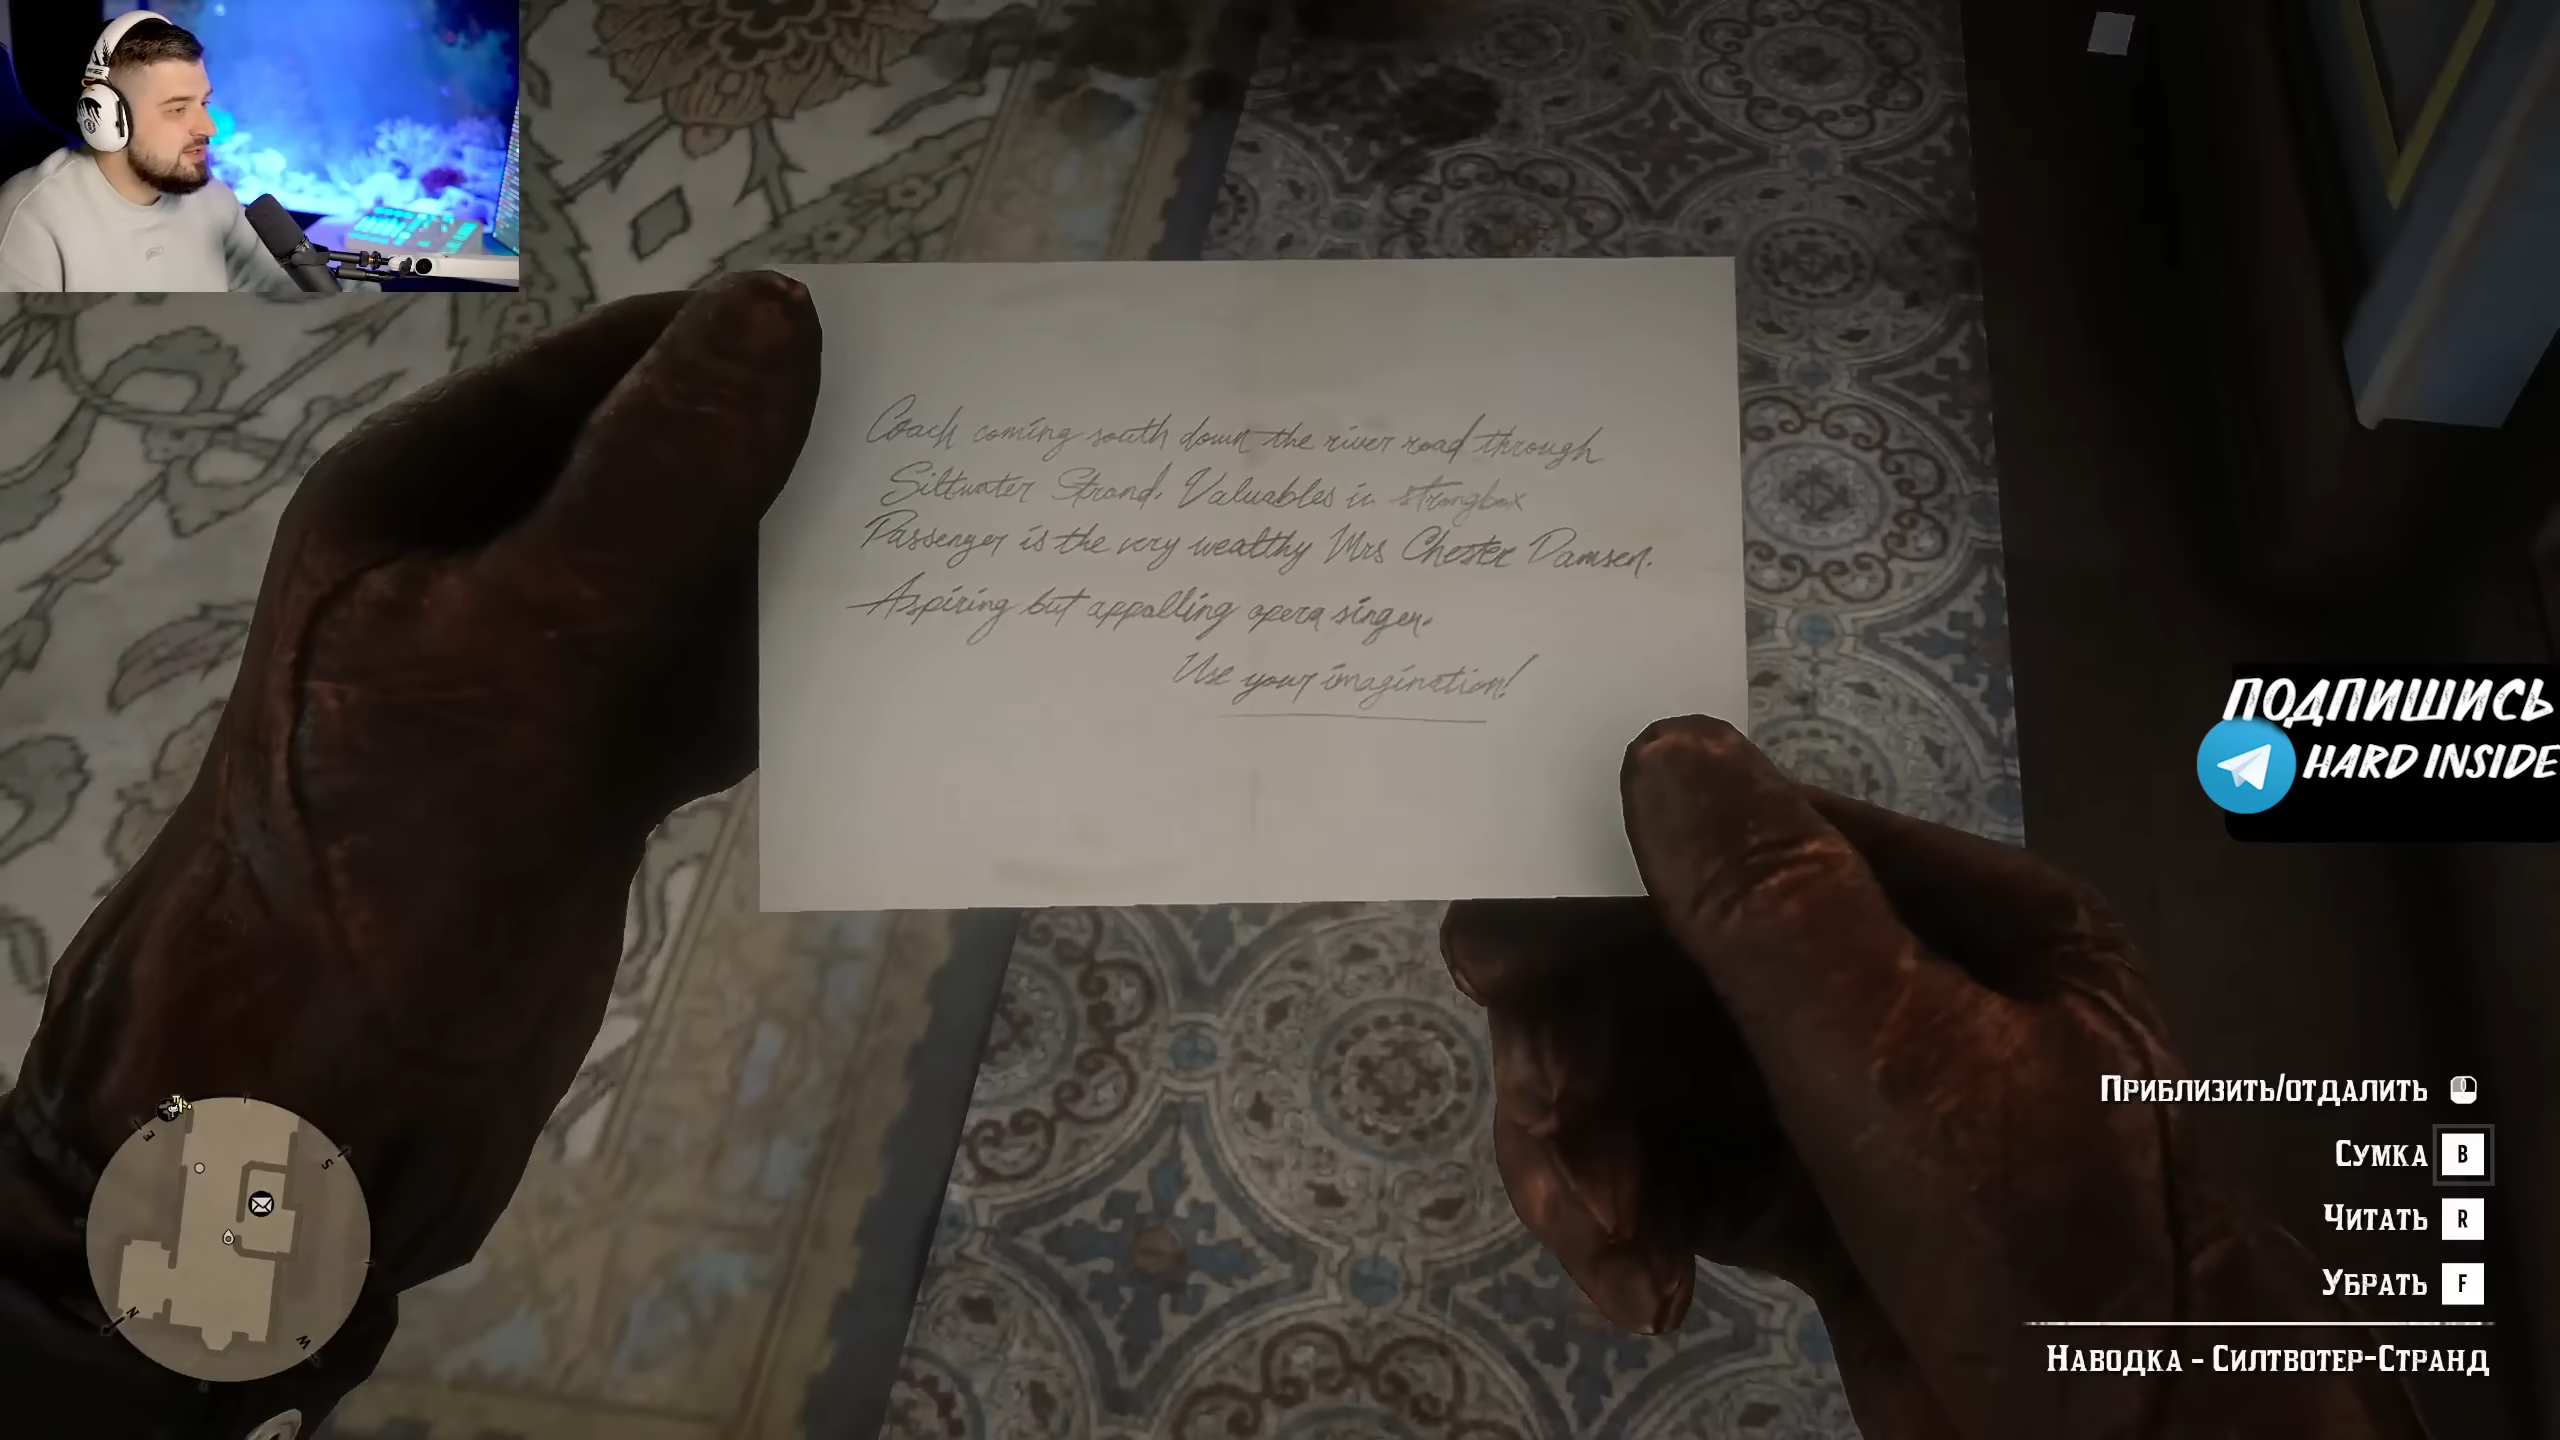 Coach coming south down the river road through
Siltwater Strand. Valuables in strongbox
Passenger is the very wealthy Mrs Chester Damsen.
Aspiring but appalling opera singer.
Use your imagination!
ПОДПИШИСЬ
HARD INSIDE
E
S
N
W
Приблизить/отдалить
Сумка B
Читать R
Убрать F
Наводка - Силтвотер-Странд